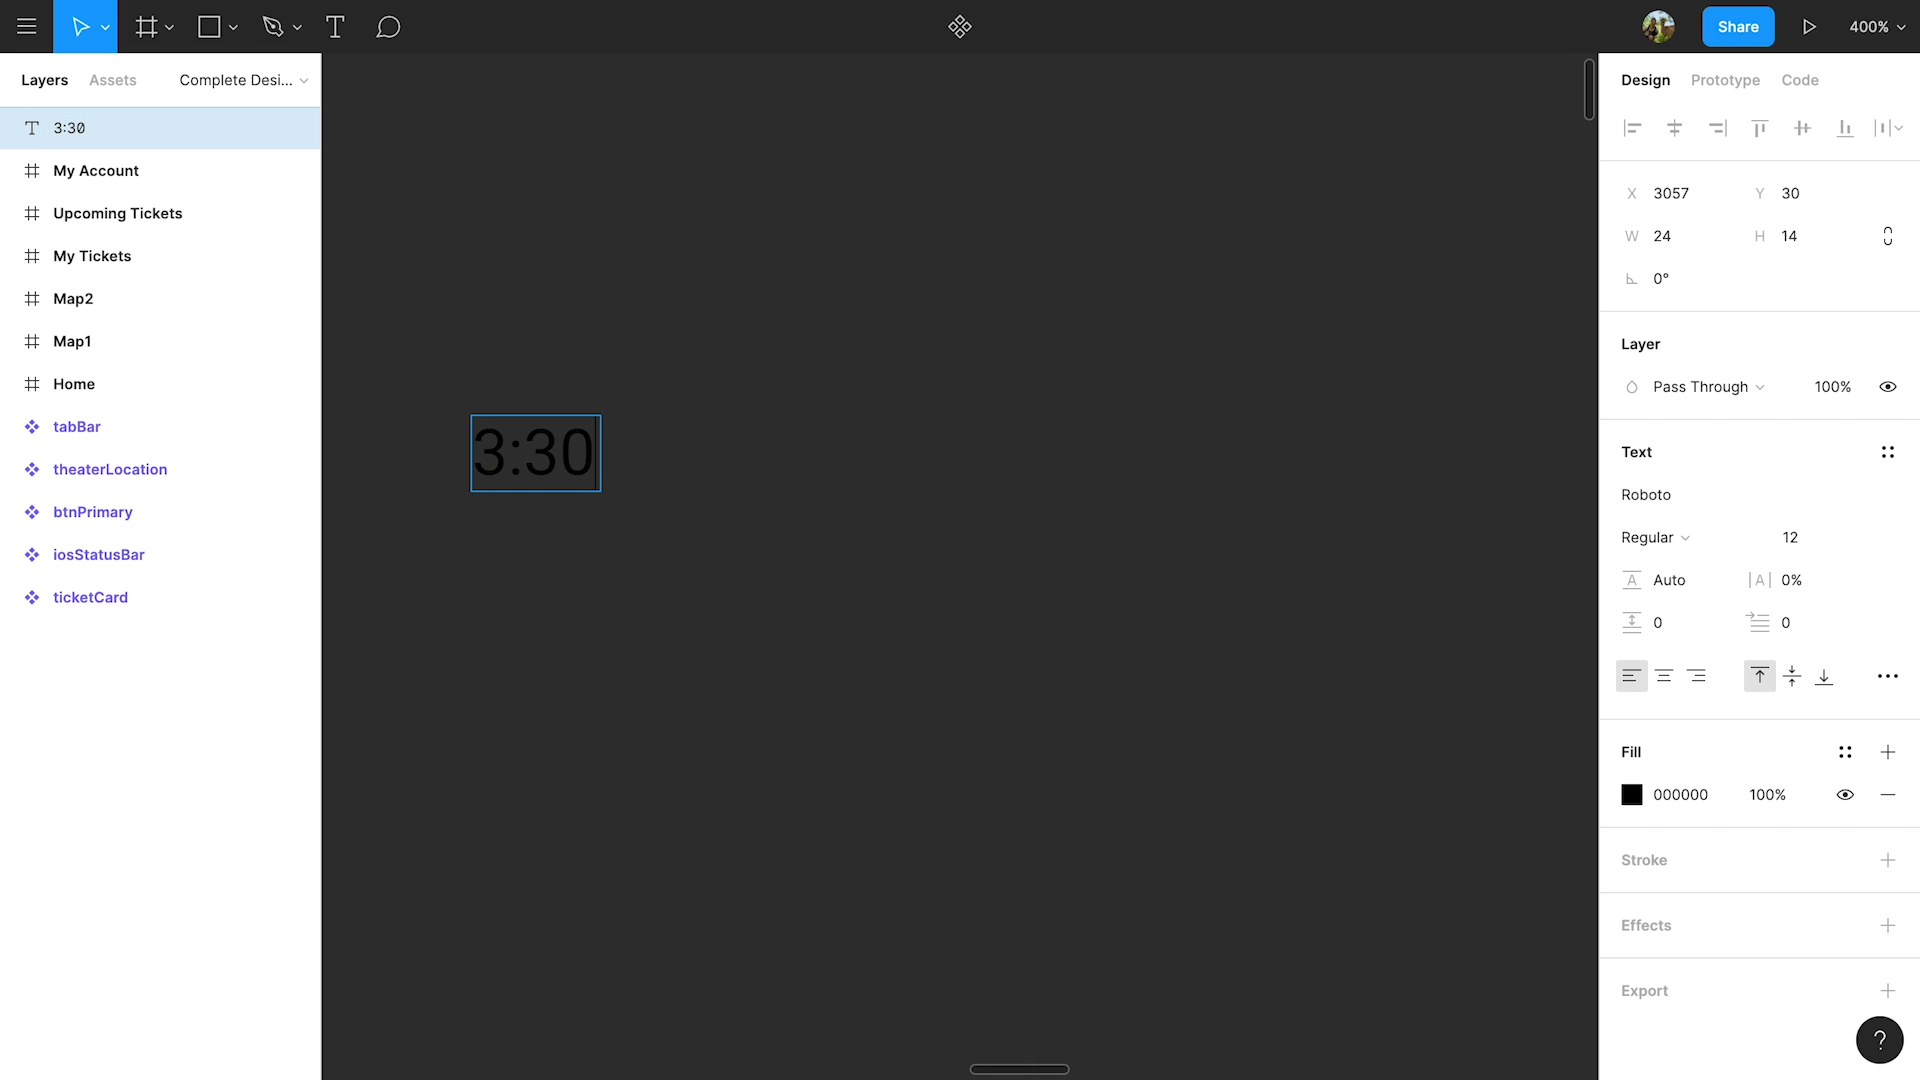 Share
400%
Layers
Assets
Complete Desi...
3:30
My Account
Upcoming Tickets
My Tickets
Map2
Map1
Home
tabBar
theaterLocation
btnPrimary
iosStatusBar
ticketCard
3:30
Design
Prototype
Code
X 3057
Y 30
W 24
H 14
0°
Layer
Pass Through
100%
Text
Roboto
Regular
12
A Auto
|A| 0%
0
0
Fill
000000
100%
Stroke
Effects
Export
?